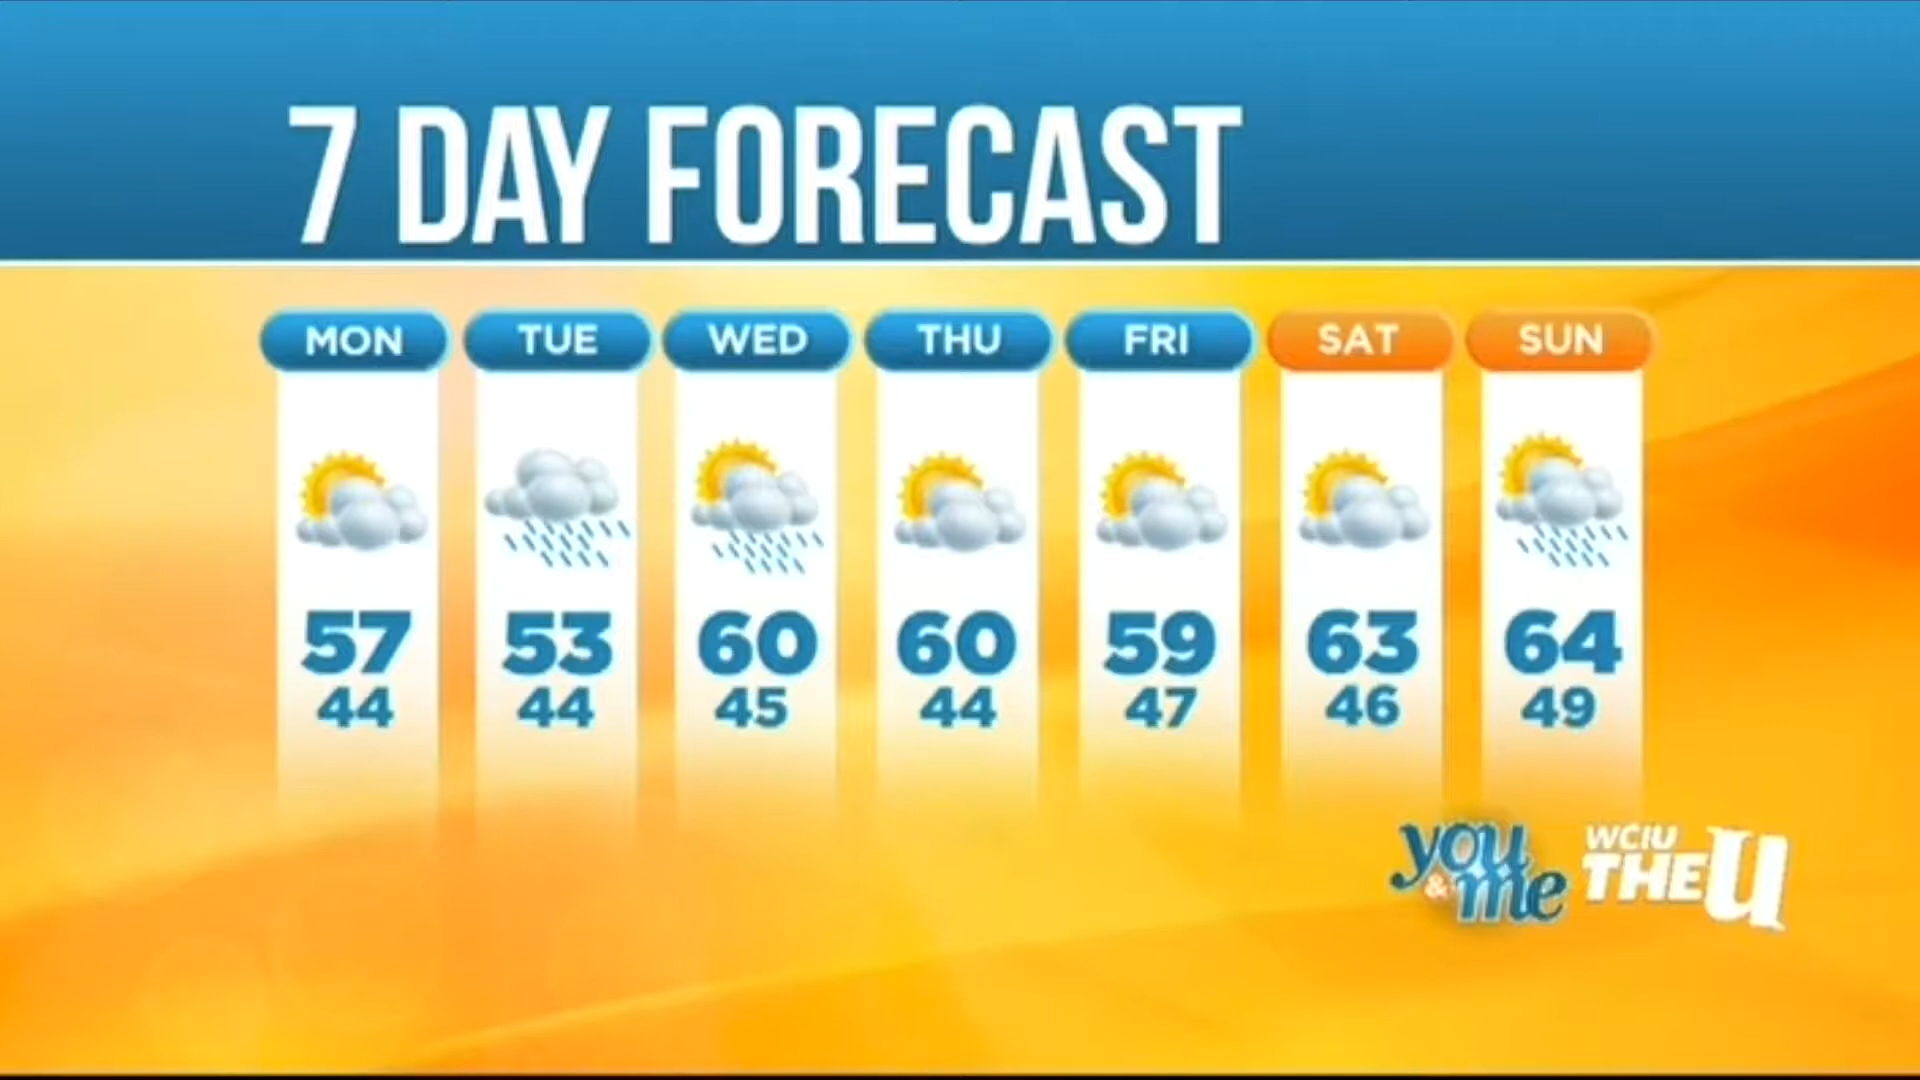 7 DAY FORECAST
MON TUE WED THU FRI SAT SUN
57 53 60 60 59 63 64
44 44 45 44 47 46 49
you & me
WCIU
THE U